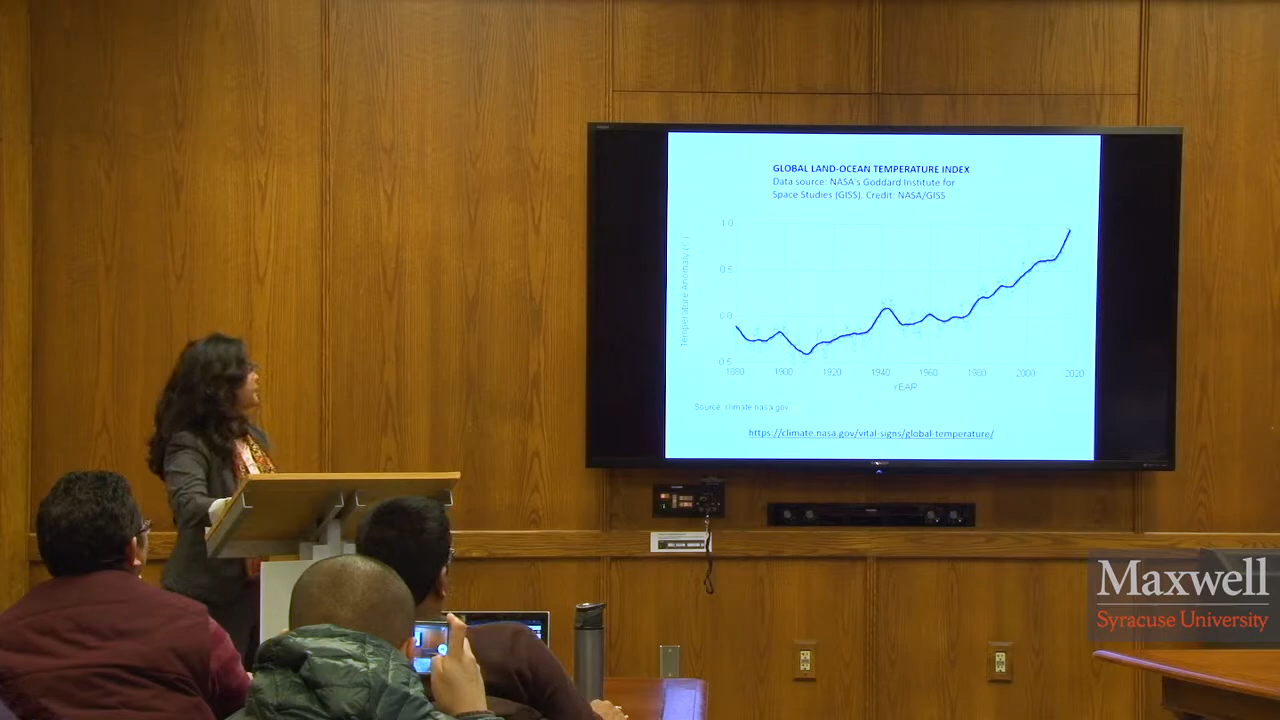 GLOBAL LAND-OCEAN TEMPERATURE INDEX
Data source: NASA's Goddard Institute for
Space Studies (GISS). Credit: NASA/GISS
1.0
0.5
0.0
0.5
Temperature Anomaly (C)
1880 1900 1920 1940 1960 1980 2000 2020
YEAR
Source: climate.nasa.gov
https://climate.nasa.gov/vital-signs/global-temperature/
Maxwell
Syracuse University